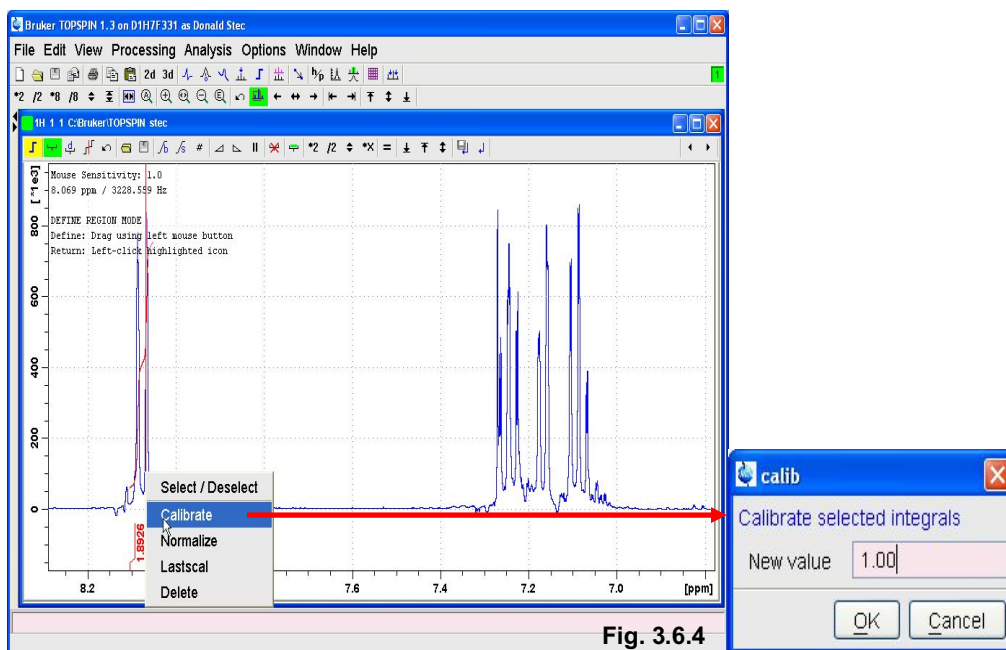 Bruker TOPSPIN 1.3 on D1H7F331 as Donald Stec
File Edit View Processing Analysis Options Window Help
2d 3d
*2 /2 *8 /8
1H 1 1 C:\Bruker\TOPSPIN stec
*2 /2 *X =
Mouse Sensitivity: 1.0
8.069 ppm / 3228.559 Hz
DEFINE REGION MODE
Define: Drag using left mouse button
Return: Left-click highlighted icon
[*1e3]
800
600
400
200
0
1.8926
Select / Deselect
Calibrate
Normalize
Lastscal
Delete
8.2 7.6 7.4 7.2 7.0 [ppm]
calib
Calibrate selected integrals
New value 1.00
OK Cancel
Fig. 3.6.4